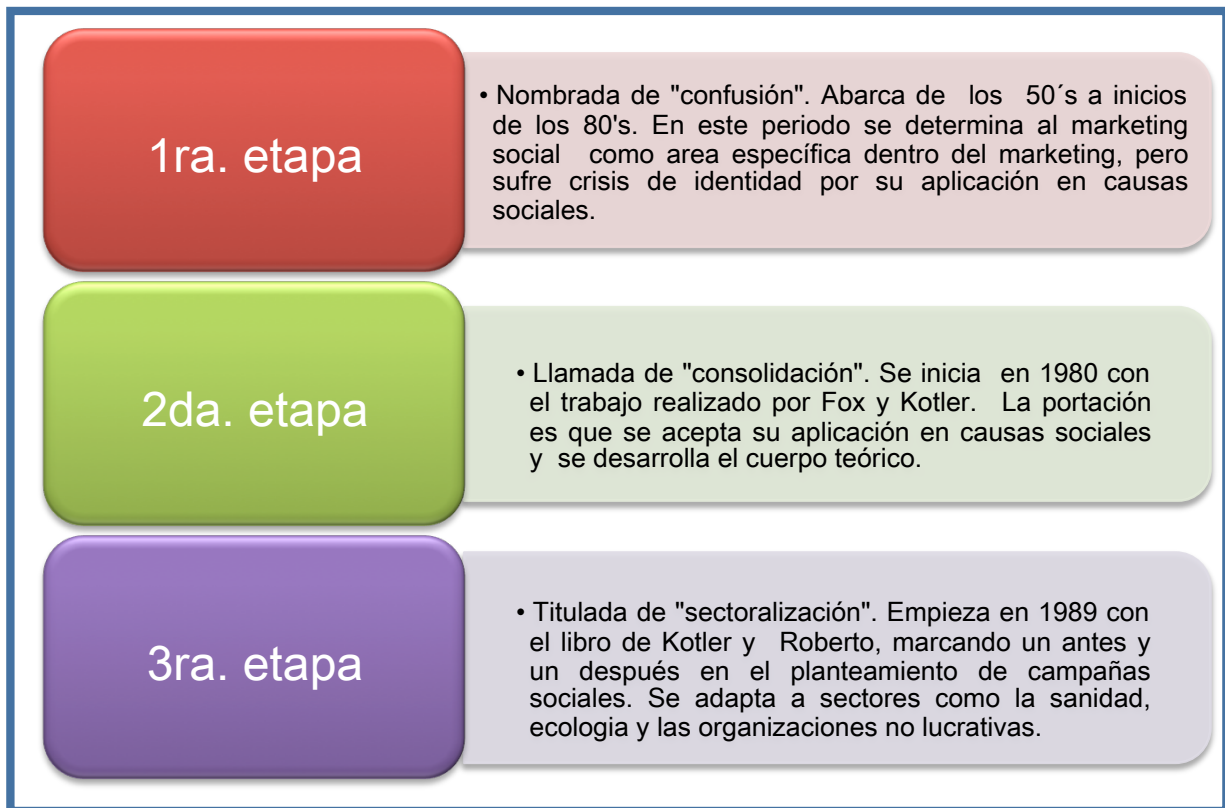 1ra. etapa
• Nombrada de "confusión". Abarca de los 50´s a inicios
de los 80's. En este periodo se determina al marketing
social como area específica dentro del marketing, pero
sufre crisis de identidad por su aplicación en causas
sociales.
2da. etapa
• Llamada de "consolidación". Se inicia en 1980 con
el trabajo realizado por Fox y Kotler. La portación
es que se acepta su aplicación en causas sociales
y se desarrolla el cuerpo teórico.
3ra. etapa
• Titulada de "sectoralización". Empieza en 1989 con
el libro de Kotler y Roberto, marcando un antes y
un después en el planteamiento de campañas
sociales. Se adapta a sectores como la sanidad,
ecologia y las organizaciones no lucrativas.